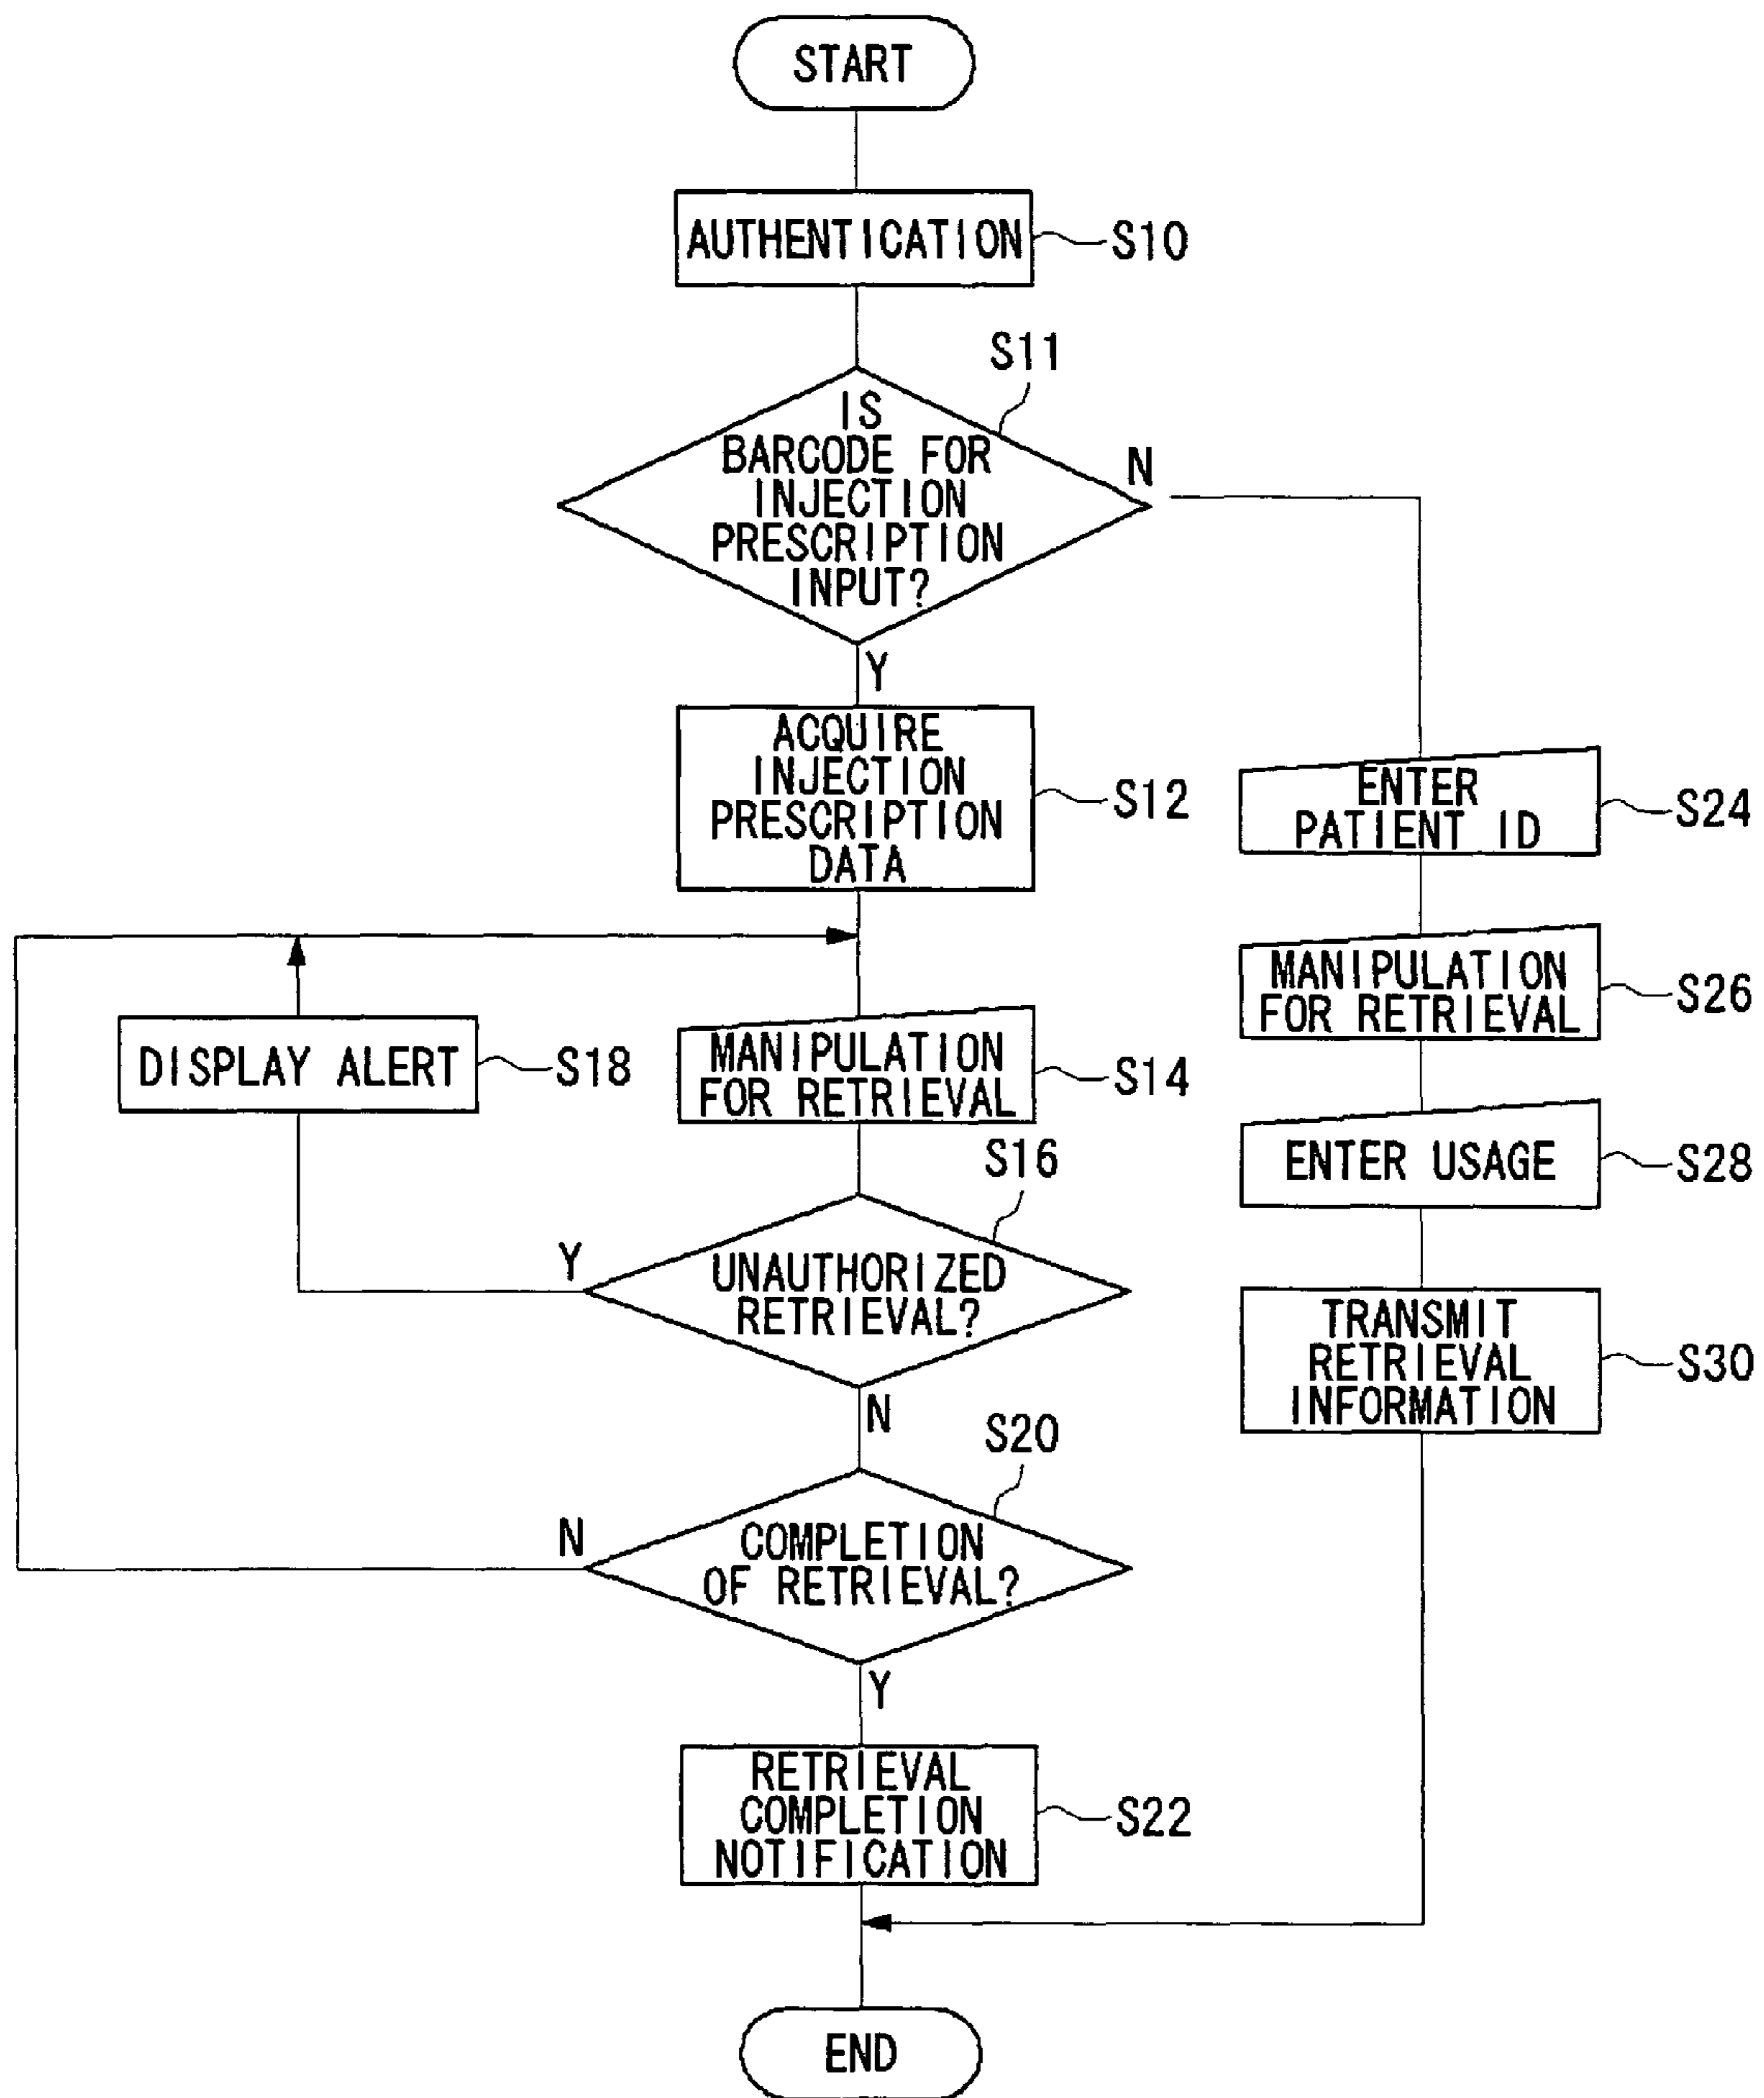 START
AUTHENTICATION
S10
S11
IS
BARCODE FOR
INJECTION
PRESCRIPTION
INPUT?
N
Y
ACQUIRE
INJECTION
PRESCRIPTION
DATA
S12
ENTER
PATIENT ID
S24
MANIPULATION
FOR RETRIEVAL
S26
DISPLAY ALERT
S18
MANIPULATION
FOR RETRIEVAL
S14
ENTER USAGE
S28
S16
Y
UNAUTHORIZED
RETRIEVAL?
N
TRANSMIT
RETRIEVAL
INFORMATION
S30
S20
N
COMPLETION
OF RETRIEVAL?
Y
RETRIEVAL
COMPLETION
NOTIFICATION
S22
END